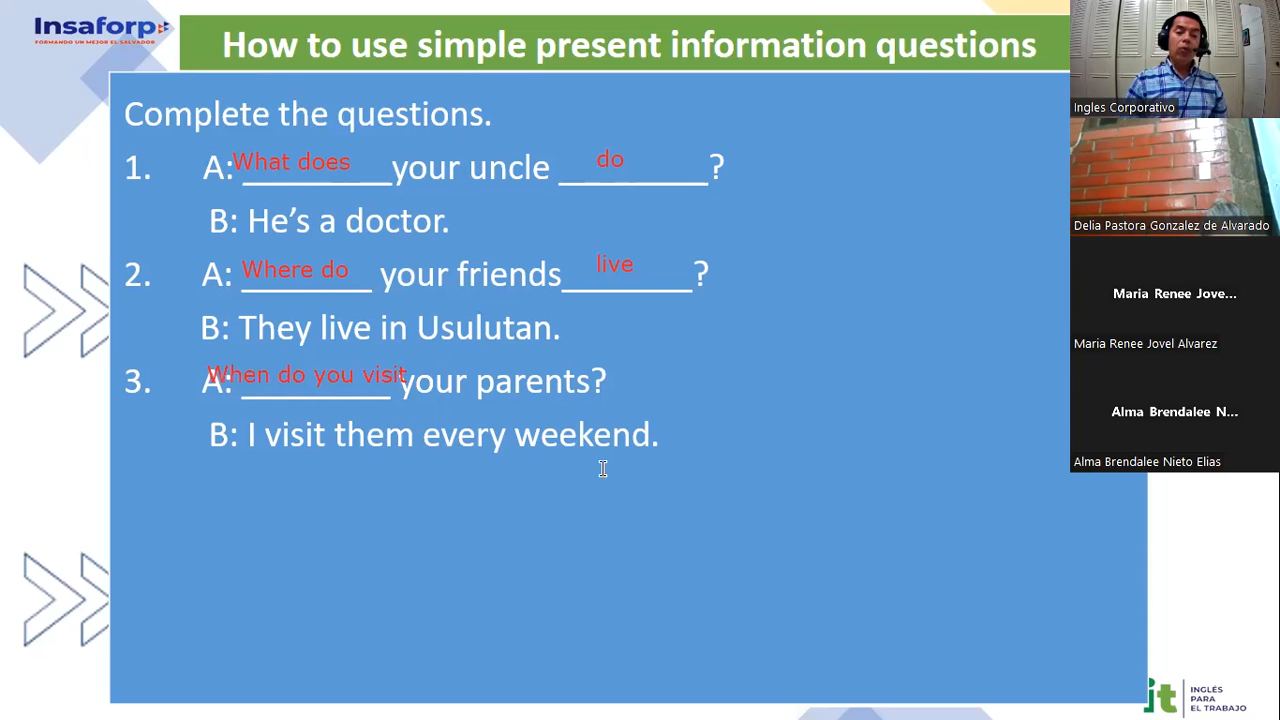 Insaforp
FORMANDO UN MEJOR EL SALVADOR
How to use simple present information questions
Complete the questions.
1. A: What does your uncle do ?
B: He's a doctor.
2. A: Where do your friends live ?
B: They live in Usulutan.
3. A: When do you visit your parents?
B: I visit them every weekend.
Ingles Corporativo
Delia Pastora Gonzalez de Alvarado
Maria Renee Jove...
Maria Renee Jovel Alvarez
Alma Brendalee N...
Alma Brendalee Nieto Elias
it
INGLÉS
PARA
EL TRABAJO